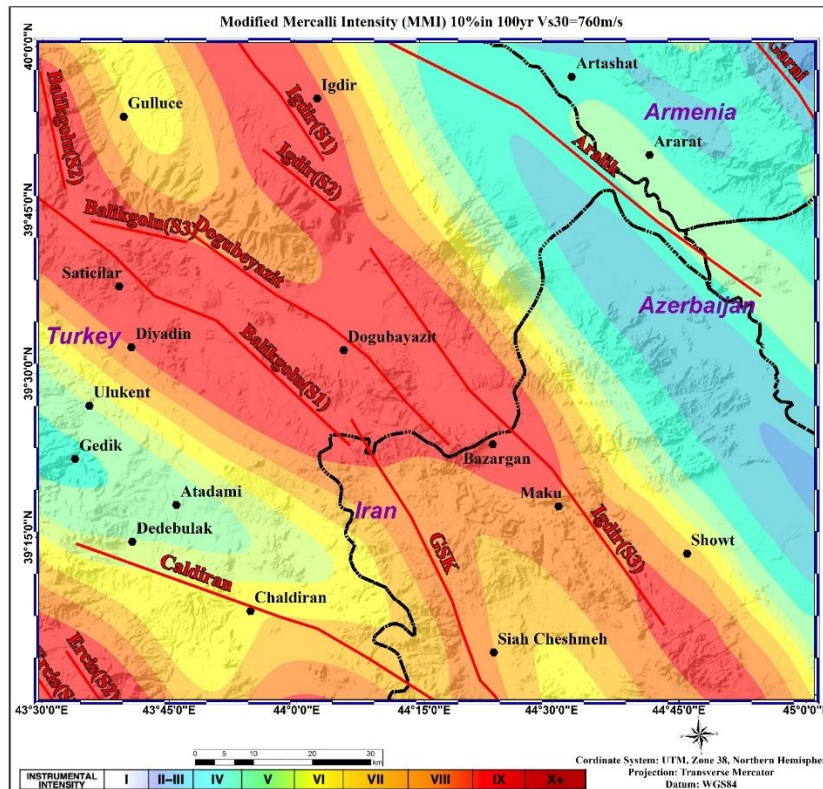 Modified Mercalli Intensity (MMI) 10%in 100yr Vs30=760m/s
40°0'0"N
39°45'0"N
39°30'0"N
39°15'0"N
Artashat
Garni
Armenia
Ararat
Aralik
Igdir
Igdir(S1)
Igdir(S2)
Gulluce
Balikgolu(S2)
Balikgolu(S3)
Dogubeyazit
Saticilar
Turkey
Diyadin
Dogubayazit
Azerbaijan
Balikgolu(S1)
Ulukent
Gedik
Bazargan
Atadami
Iran
Maku
Dedebulak
GSK
Igdir(S3)
Showt
Caldiran
Chaldiran
Siah Cheshmeh
Ercis(S2)
Ercis(S
43°30'0"E 43°45'0"E 44°0'0"E 44°15'0"E 44°30'0"E 44°45'0"E 45°0'0"E
0 5 10 20 30
km
INSTRUMENTAL INTENSITY I II-III IV V VI VII VIII IX X+
Cordinate System: UTM, Zone 38, Northern Hemisphere
Projection: Transverse Mercator
Datum: WGS84